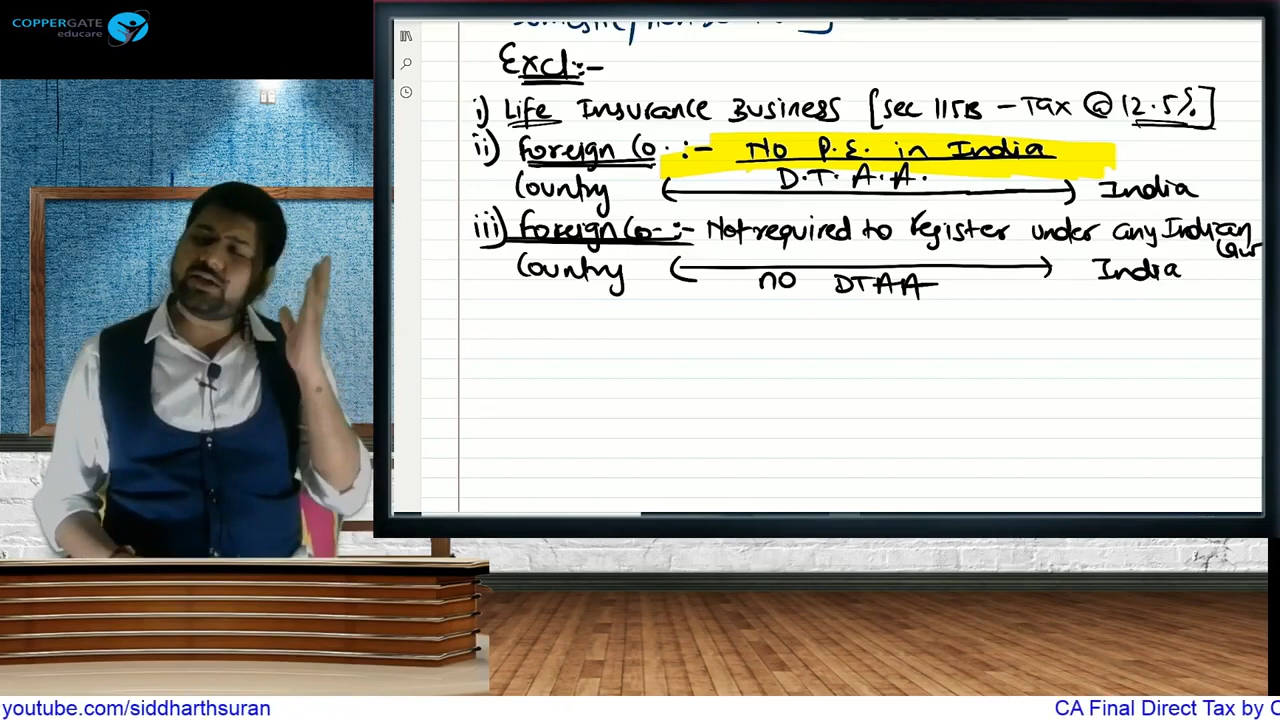 COPPERGATE
educare
Excl:-
i) Life Insurance Business [Sec 115B - Tax @ 12.5%]
ii) Foreign Co. :- No P.E. in India
Country D.T.A.A. India
iii) Foreign Co. :- Not required to register under any Indian
Country India
no DTAA
youtube.com/siddharthsuran
CA Final Direct Tax by C